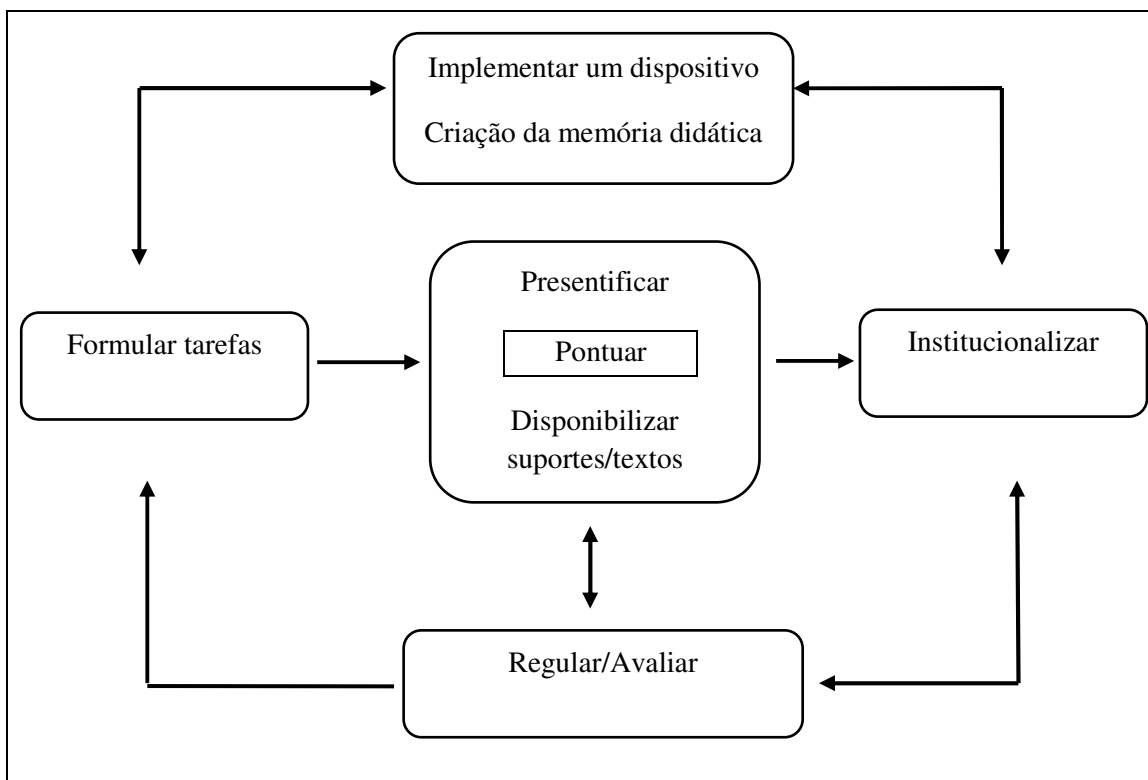 Implementar um dispositivo
Criação da memória didática
Formular tarefas
Presentificar
Pontuar
Disponibilizar
suportes/textos
Institucionalizar
Regular/Avaliar